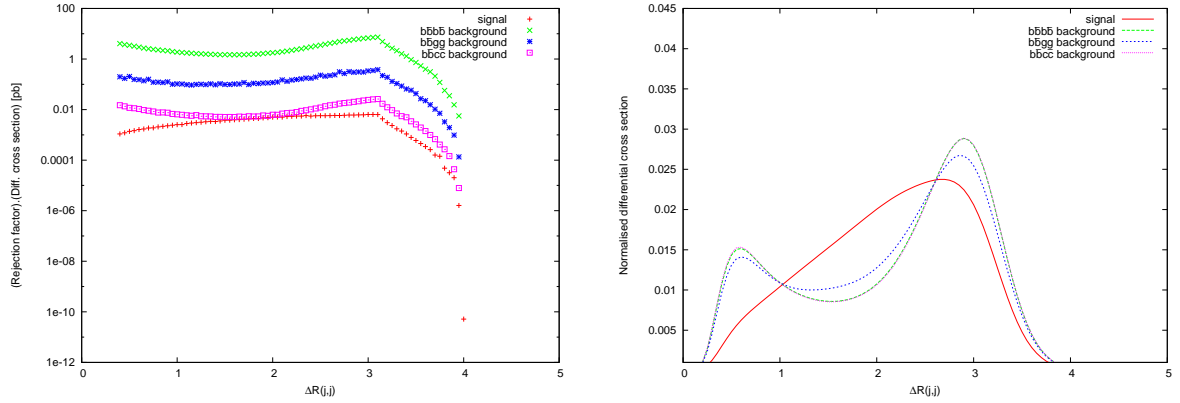 100
10
1
0.01
0.0001
1e-06
1e-08
1e-10
1e-12
0
1
2
3
4
5
(Rejection factor),(Diff. cross section) [pb]
ΔR(j,j)
signal
bb̄bb̄ background
bb̄gg background
bb̄cc̄ background
0.045
0.04
0.035
0.03
0.025
0.02
0.015
0.01
0.005
0
1
2
3
4
5
Normalised differential cross section
ΔR(j,j)
signal
bb̄bb̄ background
bb̄gg background
bb̄cc̄ background